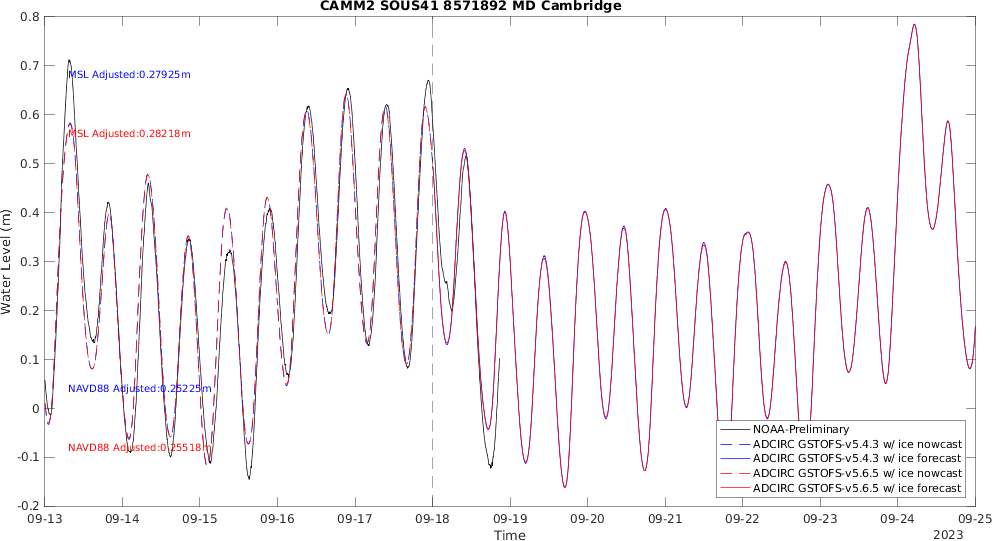 CAMM2 SOUS41 8571892 MD Cambridge
0.8
0.7
0.6
0.5
0.4
0.3
0.2
0.1
0
-0.1
-0.2
Water Level (m)
MSL Adjusted:0.27925m
MSL Adjusted:0.28218m
NAVD88 Adjusted:0.25225m
NAVD88 Adjusted:0.25518m
NOAA-Preliminary
ADCIRC GSTOFS-v5.4.3 w/ ice nowcast
ADCIRC GSTOFS-v5.4.3 w/ ice forecast
ADCIRC GSTOFS-v5.6.5 w/ ice nowcast
ADCIRC GSTOFS-v5.6.5 w/ ice forecast
09-13 09-14 09-15 09-16 09-17 09-18 09-19 09-20 09-21 09-22 09-23 09-24 09-25
Time
2023